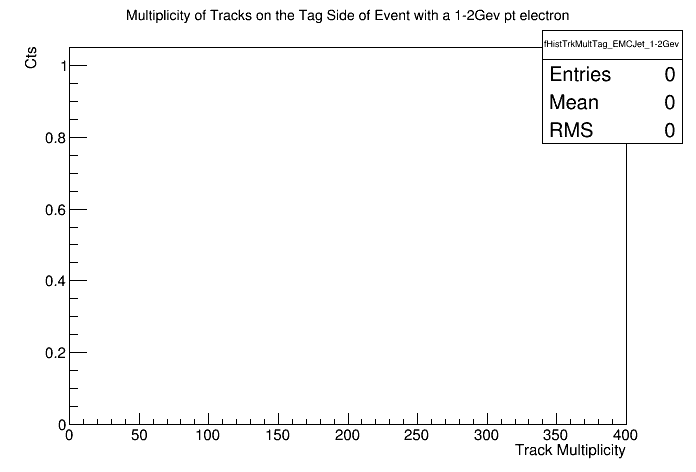 Multiplicity of Tracks on the Tag Side of Event with a 1-2Gev pt electron
fHistTrkMultTag_EMCJet_1-2Gev
Entries 0
Mean 0
RMS 0
Cts
1
0.8
0.6
0.4
0.2
0
0 50 100 150 200 250 300 350 400
Track Multiplicity